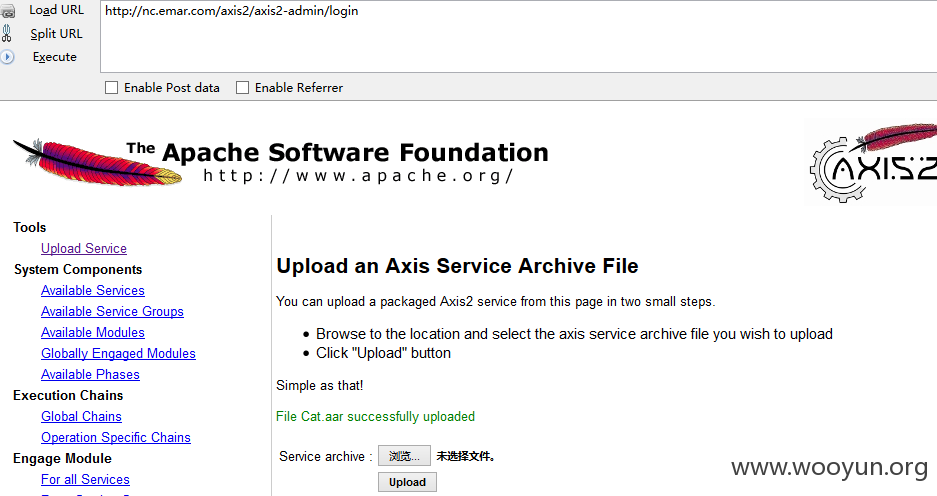 Load URL
http://nc.emar.com/axis2/axis2-admin/login
Split URL
Execute
Enable Post data Enable Referrer
The Apache Software Foundation
http://www.apache.org/
AXIS2
Tools
Upload Service
System Components
Available Services
Available Service Groups
Available Modules
Globally Engaged Modules
Available Phases
Execution Chains
Global Chains
Operation Specific Chains
Engage Module
For all Services
Upload an Axis Service Archive File
You can upload a packaged Axis2 service from this page in two small steps.
• Browse to the location and select the axis service archive file you wish to upload
• Click "Upload" button
Simple as that!
File Cat.aar successfully uploaded
Service archive : 浏览... 未选择文件。
Upload
www.wooyun.org